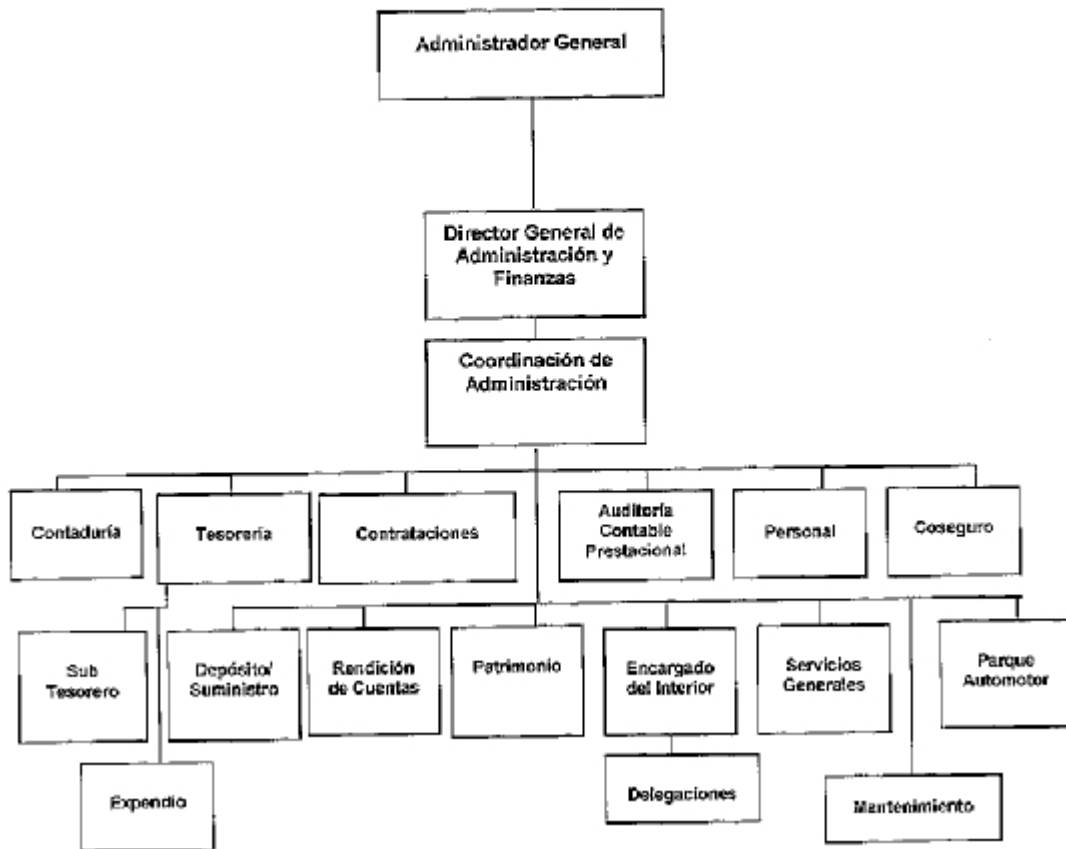 Administrador General
Director General de
Administración y
Finanzas
Coordinación de
Administración
Contaduría
Tesorería
Contrataciones
Auditoría
Contable
Prestacional
Personal
Coseguro
Sub
Tesorero
Depósito/
Suministro
Rendición
de Cuentas
Patrimonio
Encargado
del Interior
Servicios
Generales
Parque
Automotor
Expendio
Delegaciones
Mantenimiento